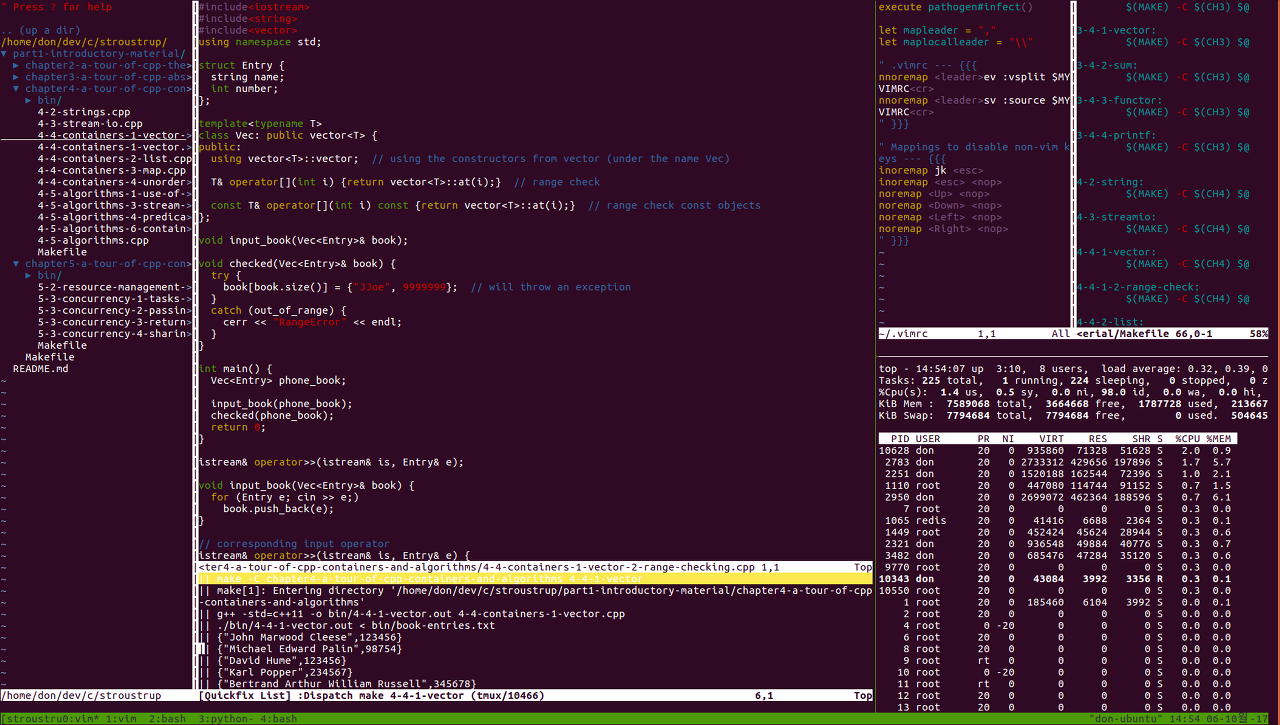 " Press ? for help
.. (up a dir)
/home/don/dev/c/stroustrup/
▼ part1-introductory-material/
▶ chapter2-a-tour-of-cpp-the>
▶ chapter3-a-tour-of-cpp-abs>
▼ chapter4-a-tour-of-cpp-con>
▶ bin/
4-2-strings.cpp
4-3-stream-io.cpp
4-4-containers-1-vector->
4-4-containers-1-vector.>
4-4-containers-2-list.cpp
4-4-containers-3-map.cpp
4-4-containers-4-unorder>
4-5-algorithms-1-use-of->
4-5-algorithms-3-stream->
4-5-algorithms-4-predica>
4-5-algorithms-6-contain>
4-5-algorithms.cpp
Makefile
▼ chapter5-a-tour-of-cpp-con>
▶ bin/
5-2-resource-management->
5-3-concurrency-1-tasks->
5-3-concurrency-2-passin>
5-3-concurrency-3-return>
5-3-concurrency-4-sharin>
Makefile
Makefile
README.md
/home/don/dev/c/stroustrup
#include<iostream>
#include<string>
#include<vector>
using namespace std;
struct Entry {
string name;
int number;
};
template<typename T>
class Vec: public vector<T> {
public:
using vector<T>::vector;  // using the constructors from vector (under the name Vec)
T& operator[](int i) {return vector<T>::at(i);}  // range check
const T& operator[](int i) const {return vector<T>::at(i);}  // range check const objects
};
void input_book(Vec<Entry>& book);
void checked(Vec<Entry>& book) {
try {
book[book.size()] = {"JJoe", 9999999};  // will throw an exception
}
catch (out_of_range) {
cerr << "RangeError" << endl;
}
}
int main() {
Vec<Entry> phone_book;
input_book(phone_book);
checked(phone_book);
return 0;
}
istream& operator>>(istream& is, Entry& e);
void input_book(Vec<Entry>& book) {
for (Entry e; cin >> e;)
book.push_back(e);
}
// corresponding input operator
istream& operator>>(istream& is, Entry& e) {
<ter4-a-tour-of-cpp-containers-and-algorithms/4-4-containers-1-vector-2-range-checking.cpp 1,1 Top
|| make -C chapter4-a-tour-of-cpp-containers-and-algorithms 4-4-1-vector
|| make[1]: Entering directory '/home/don/dev/c/stroustrup/part1-introductory-material/chapter4-a-tour-of-cpp
-containers-and-algorithms'
|| g++ -std=c++11 -o bin/4-4-1-vector.out 4-4-containers-1-vector.cpp
|| ./bin/4-4-1-vector.out < bin/book-entries.txt
|| {"John Marwood Cleese",123456}
|| {"Michael Edward Palin",98754}
|| {"David Hume",123456}
|| {"Karl Popper",234567}
|| {"Bertrand Arthur William Russell",345678}
[Quickfix List] :Dispatch make 4-4-1-vector (tmux/10466) 6,1 Top
execute pathogen#infect()
let mapleader = ","
let maplocalleader = "\\"
" .vimrc --- {{{
nnoremap <leader>ev :vsplit $MY
VIMRC<cr>
nnoremap <leader>sv :source $MY
VIMRC<cr>
" }}}
" Mappings to disable non-vim k
eys --- {{{
inoremap jk <esc>
inoremap <esc> <nop>
noremap <Up> <nop>
noremap <Down> <nop>
noremap <Left> <nop>
noremap <Right> <nop>
" }}}
~/.vimrc 1,1 All
$(MAKE) -C $(CH3) $@
3-4-1-vector:
$(MAKE) -C $(CH3) $@
3-4-2-sum:
$(MAKE) -C $(CH3) $@
3-4-3-functor:
$(MAKE) -C $(CH3) $@
3-4-4-printf:
$(MAKE) -C $(CH3) $@
4-2-string:
$(MAKE) -C $(CH4) $@
4-3-streamio:
$(MAKE) -C $(CH4) $@
4-4-1-vector:
$(MAKE) -C $(CH4) $@
4-4-1-2-range-check:
$(MAKE) -C $(CH4) $@
4-4-2-list:
<erial/Makefile 66,0-1 58%
top - 14:54:07 up  3:10,  8 users,  load average: 0.32, 0.39, 0
Tasks: 225 total,   1 running, 224 sleeping,   0 stopped,   0 z
%Cpu(s):  1.4 us,  0.5 sy,  0.0 ni, 98.0 id,  0.0 wa,  0.0 hi,
KiB Mem :  7589068 total,  3664668 free,  1787728 used,  213667
KiB Swap:  7794684 total,  7794684 free,        0 used.  504645
PID USER PR NI VIRT RES SHR S %CPU %MEM
10628 don 20 0 935860 71328 51628 S 2.0 0.9
2783 don 20 0 2733312 429656 197896 S 1.7 5.7
2251 don 20 0 1520188 162544 72396 S 1.0 2.1
1110 root 20 0 447080 114744 91152 S 0.7 1.5
2950 don 20 0 2699072 462364 188596 S 0.7 6.1
7 root 20 0 0 0 0 S 0.3 0.0
1065 redis 20 0 41416 6688 2364 S 0.3 0.1
1449 root 20 0 452424 45624 28944 S 0.3 0.6
2321 don 20 0 936548 49884 40776 S 0.3 0.7
3482 don 20 0 685476 47284 35120 S 0.3 0.6
9770 root 20 0 0 0 0 S 0.3 0.0
10343 don 20 0 43084 3992 3356 R 0.3 0.1
10550 root 20 0 0 0 0 S 0.3 0.0
1 root 20 0 185460 6104 3992 S 0.0 0.1
2 root 20 0 0 0 0 S 0.0 0.0
4 root 0 -20 0 0 0 S 0.0 0.0
6 root 20 0 0 0 0 S 0.0 0.0
8 root 20 0 0 0 0 S 0.0 0.0
9 root rt 0 0 0 0 S 0.0 0.0
10 root 0 -20 0 0 0 S 0.0 0.0
11 root rt 0 0 0 0 S 0.0 0.0
12 root 20 0 0 0 0 S 0.0 0.0
13 root 20 0 0 0 0 S 0.0 0.0
[stroustru0:vim* 1:vim  2:bash  3:python- 4:bash
"don-ubuntu" 14:54 06-10월-17